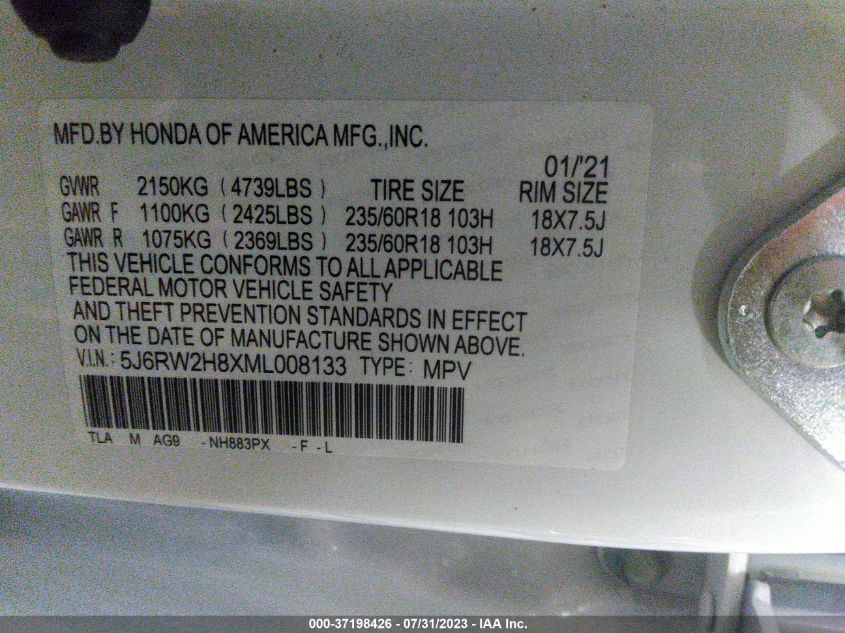 MFD.BY HONDA OF AMERICA MFG.,INC.
01/'21
GVWR 2150KG ( 4739LBS ) TIRE SIZE RIM SIZE
GAWR F 1100KG ( 2425LBS ) 235/60R18 103H 18X7.5J
GAWR R 1075KG ( 2369LBS ) 235/60R18 103H 18X7.5J
THIS VEHICLE CONFORMS TO ALL APPLICABLE
FEDERAL MOTOR VEHICLE SAFETY
AND THEFT PREVENTION STANDARDS IN EFFECT
ON THE DATE OF MANUFACTURE SHOWN ABOVE.
V.I.N.: 5J6RW2H8XML008133 TYPE: MPV
TLA M AG9 -NH883PX -F-L
000-37198426 - 07/31/2023 - IAA Inc.